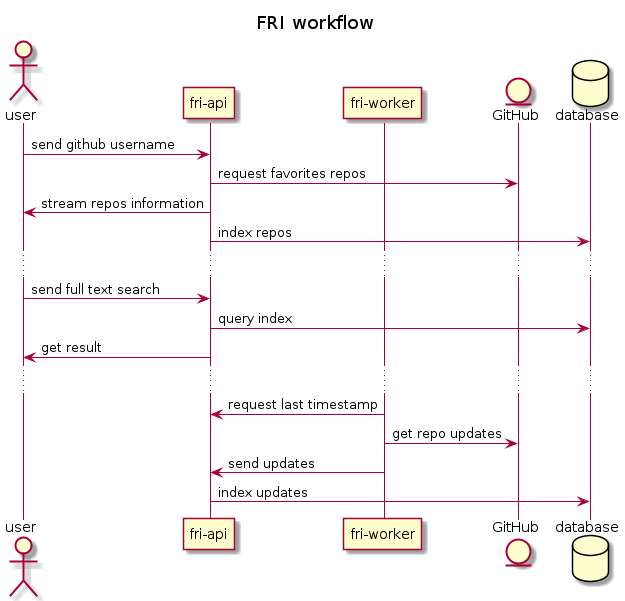 FRI workflow
user
fri-api
fri-worker
GitHub
database
send github username
request favorites repos
stream repos information
index repos
send full text search
query index
get result
request last timestamp
get repo updates
send updates
index updates
user
fri-api
fri-worker
GitHub
database